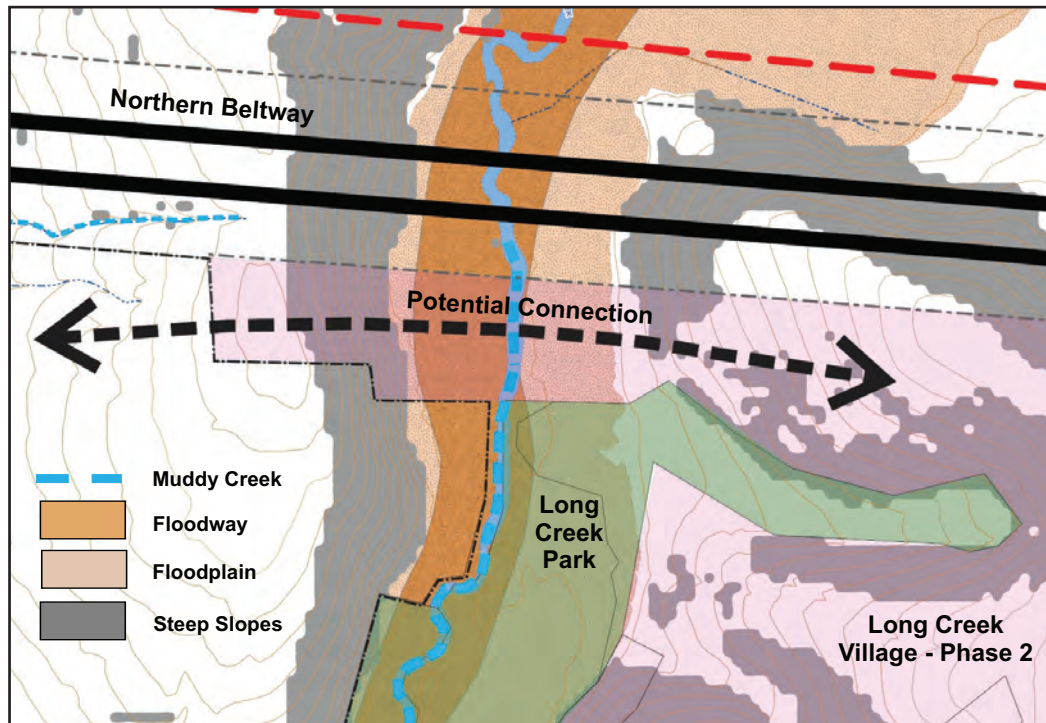 Northern Beltway
Potential Connection
Muddy Creek
Floodway
Floodplain
Steep Slopes
Long
Creek
Park
Long Creek
Village - Phase 2